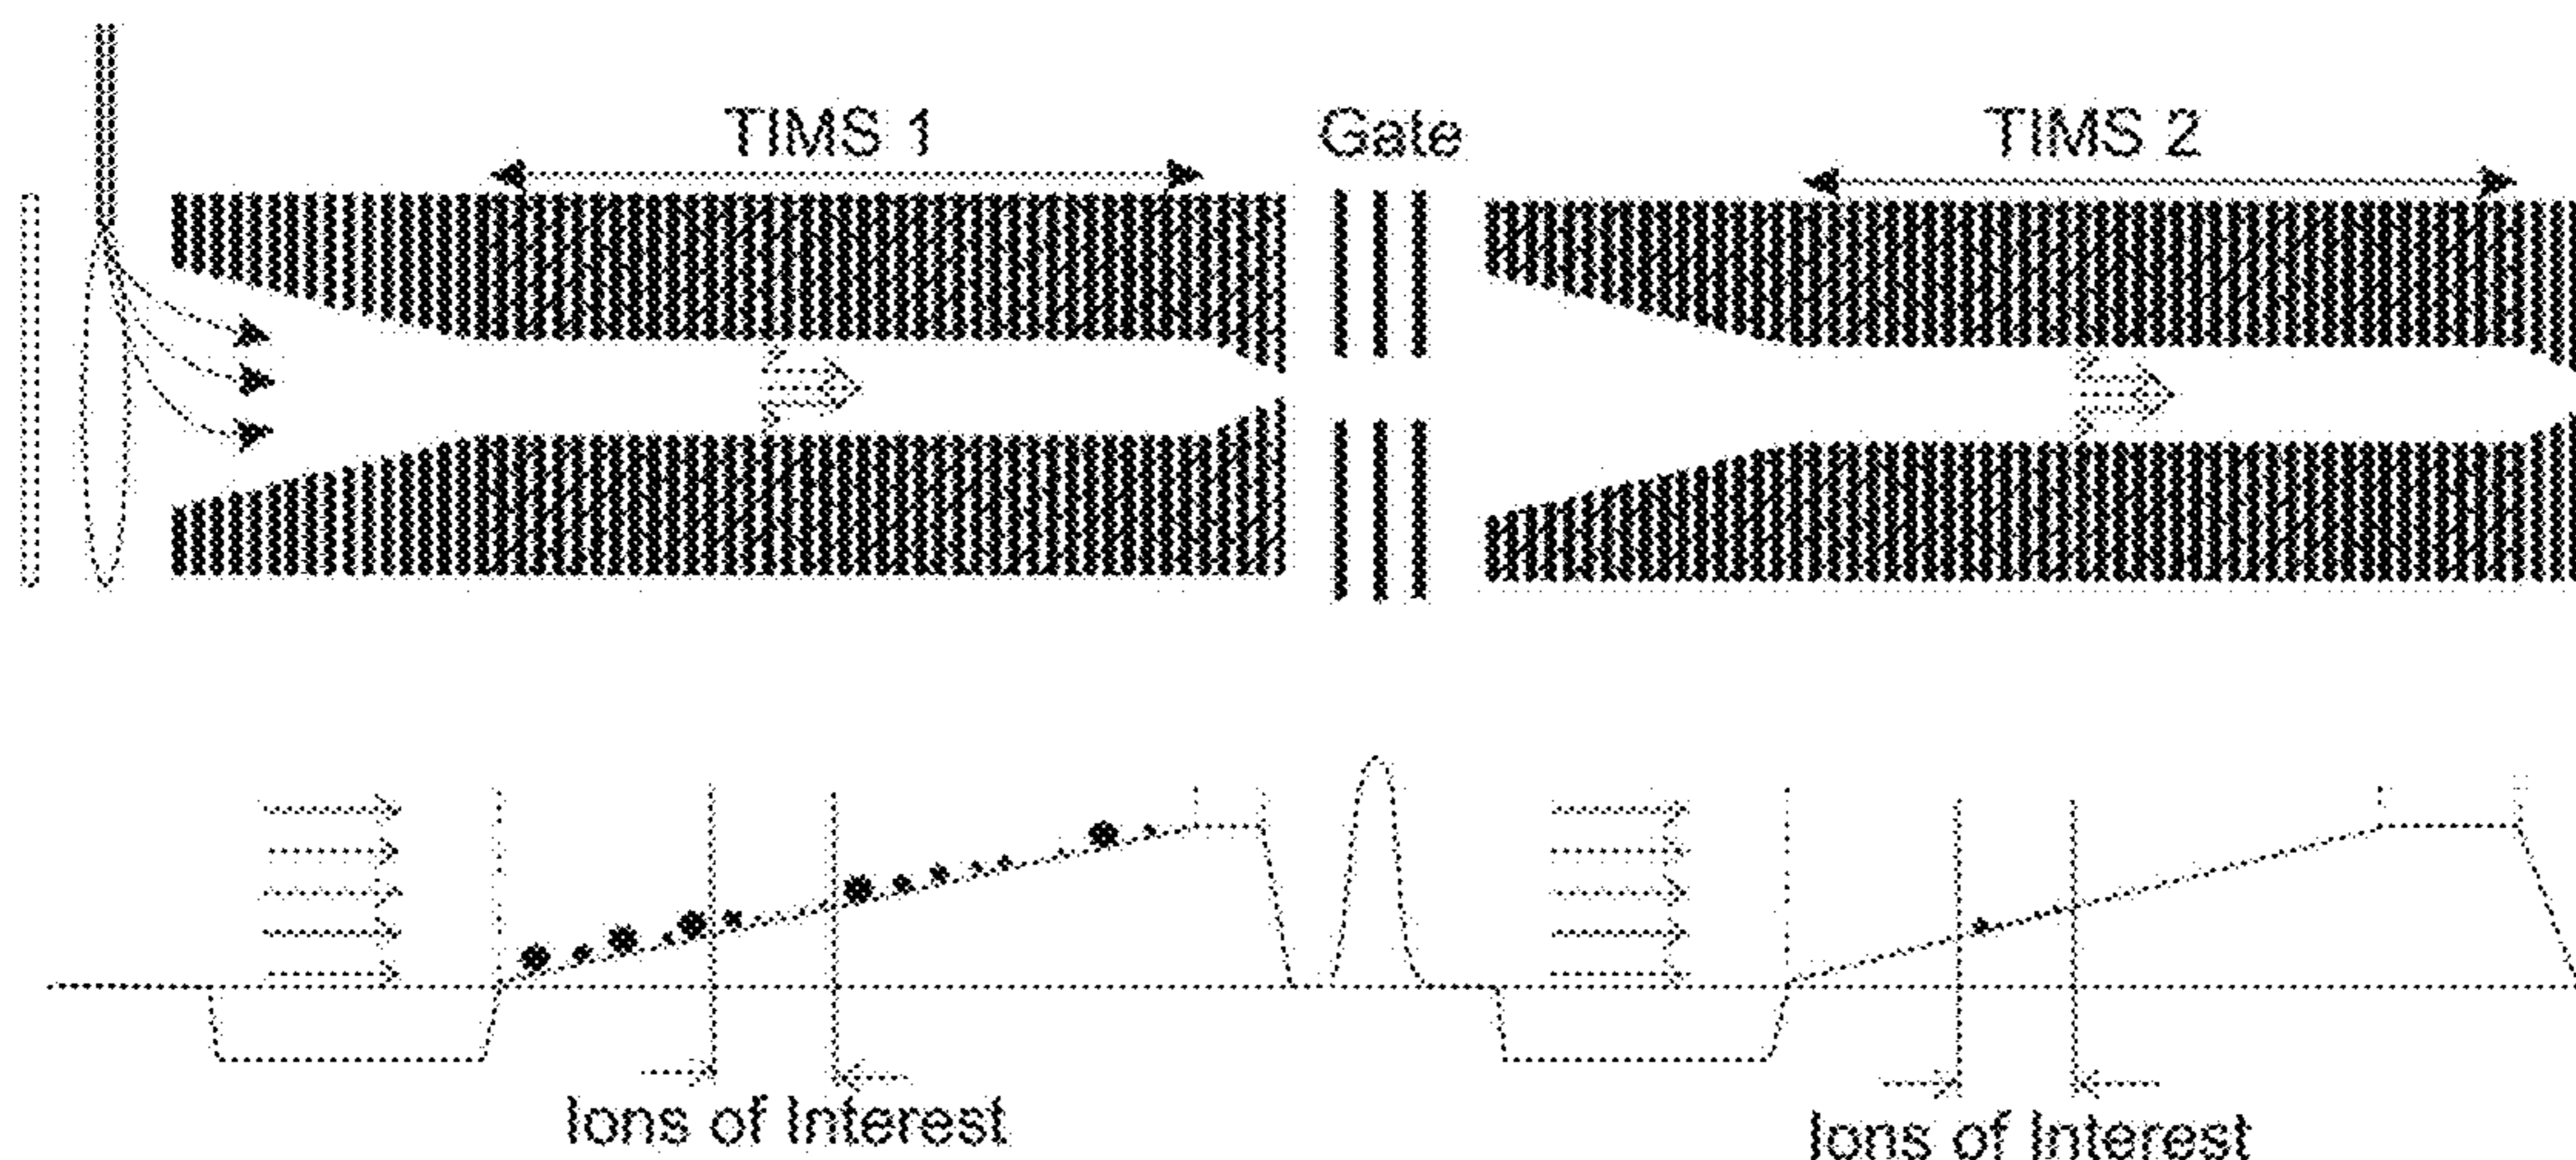 TIMS 1
Gate
TIMS 2
Ions of Interest
Ions of Interest